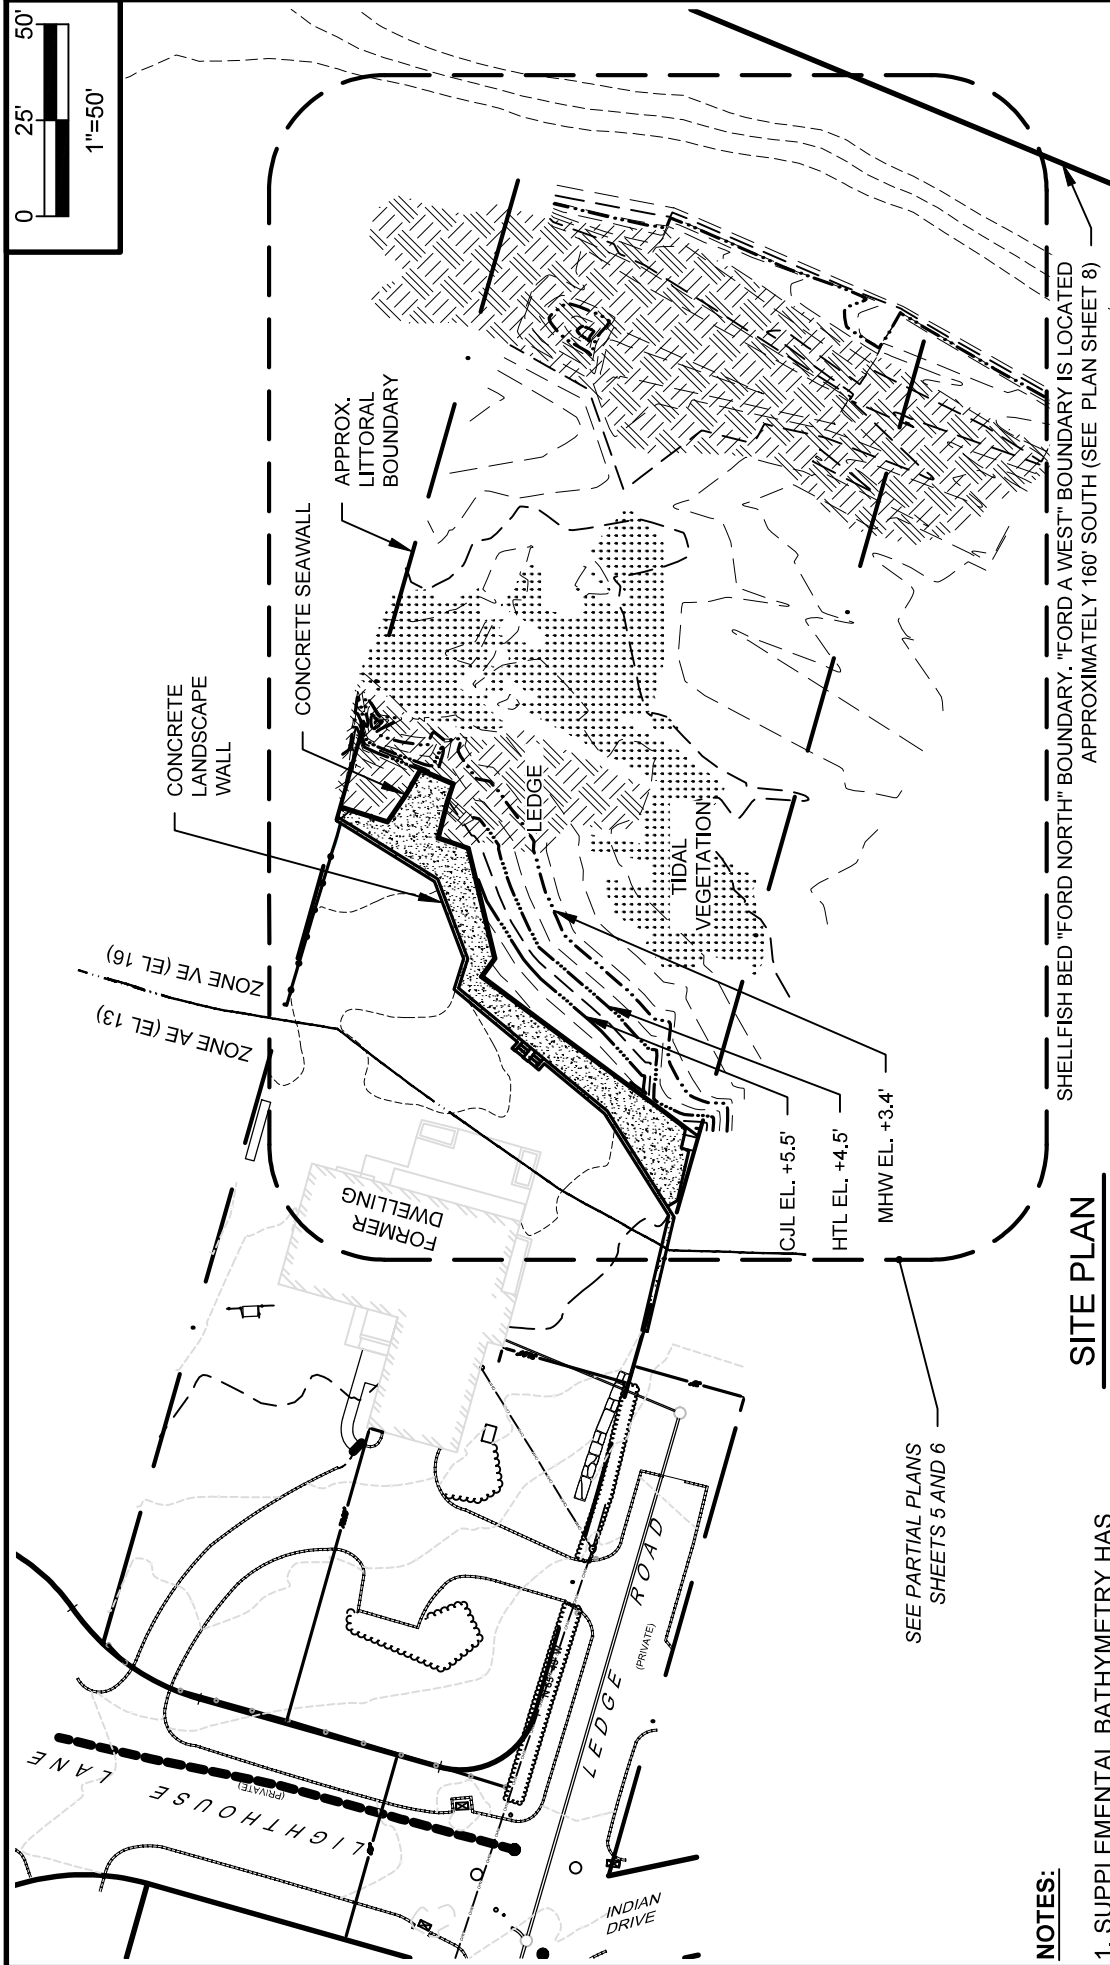 0 25' 50'
1"=50'
CONCRETE
LANDSCAPE
WALL
CONCRETE SEAWALL
APPROX.
LITTORAL
BOUNDARY
ZONE VE (EL 16)
ZONE AE (EL 13)
FORMER
DWELLING
LEDGE
TIDAL
VEGETATION
CJL EL. +5.5'
HTL EL. +4.5'
MHW EL. +3.4'
SHELLFISH BED "FORD NORTH" BOUNDARY. "FORD A WEST" BOUNDARY IS LOCATED
APPROXIMATELY 160' SOUTH (SEE PLAN SHEET 8)
LIGHTHOUSE LANE
(PRIVATE)
LEDGE ROAD
(PRIVATE)
INDIAN
DRIVE
SEE PARTIAL PLANS
SHEETS 5 AND 6
SITE PLAN
NOTES:
1. SUPPLEMENTAL BATHYMETRY HAS